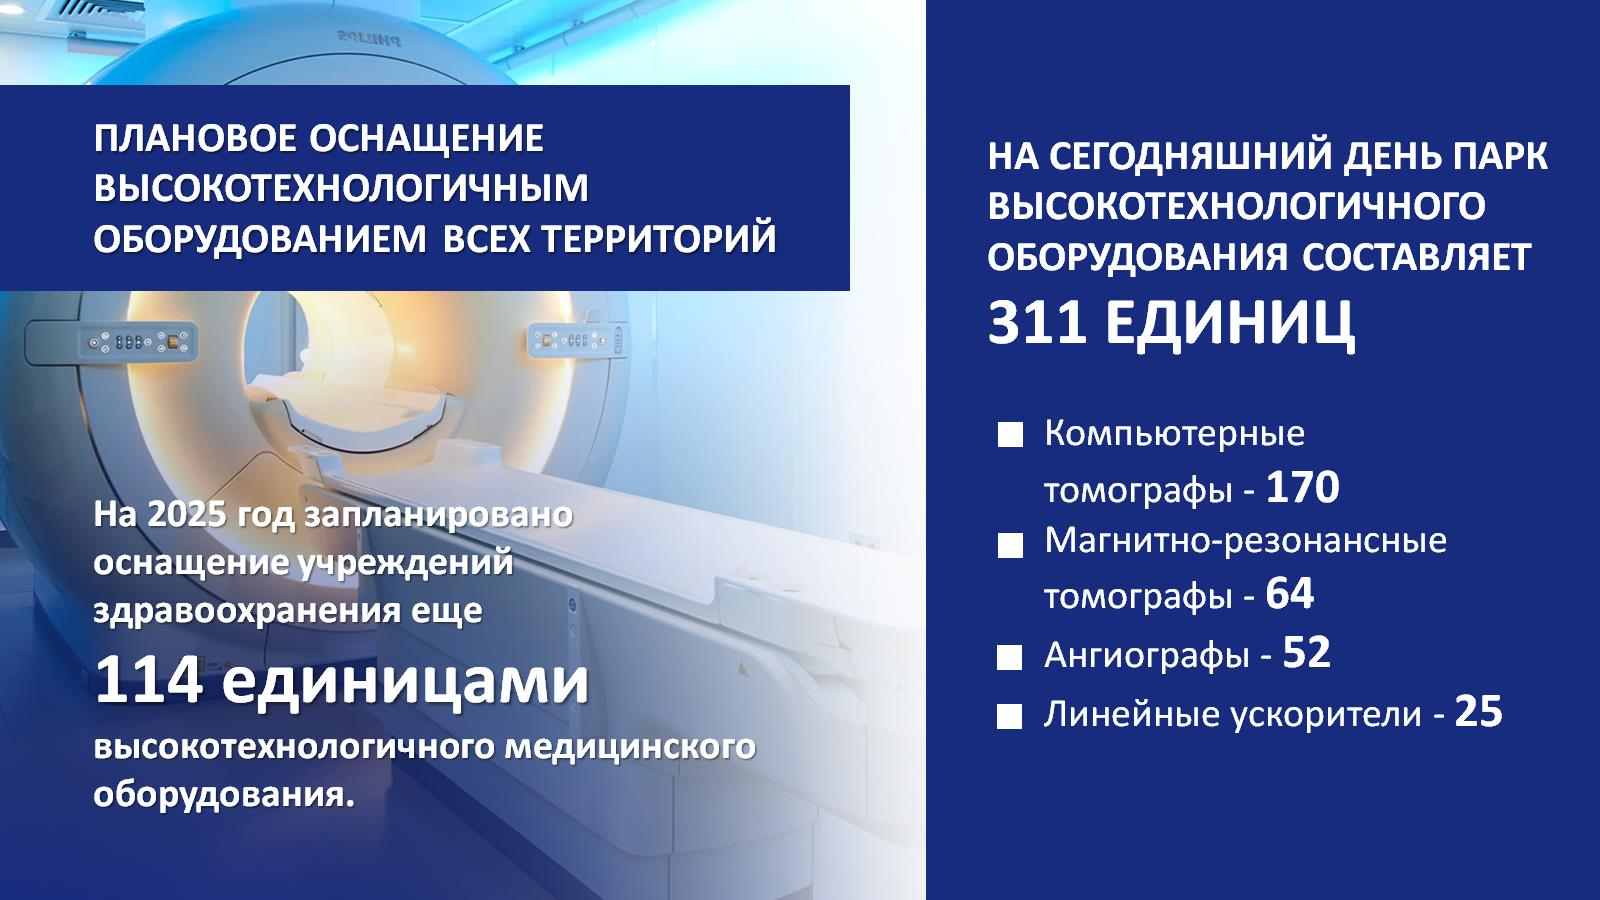 PHILIPS
ПЛАНОВОЕ ОСНАЩЕНИЕ
ВЫСОКОТЕХНОЛОГИЧНЫМ
ОБОРУДОВАНИЕМ ВСЕХ ТЕРРИТОРИЙ
На 2025 год запланировано
оснащение учреждений
здравоохранения еще
114 единицами
высокотехнологичного медицинского
оборудования.
НА СЕГОДНЯШНИЙ ДЕНЬ ПАРК
ВЫСОКОТЕХНОЛОГИЧНОГО
ОБОРУДОВАНИЯ СОСТАВЛЯЕТ
311 ЕДИНИЦ
Компьютерные
томографы - 170
Магнитно-резонансные
томографы - 64
Ангиографы - 52
Линейные ускорители - 25